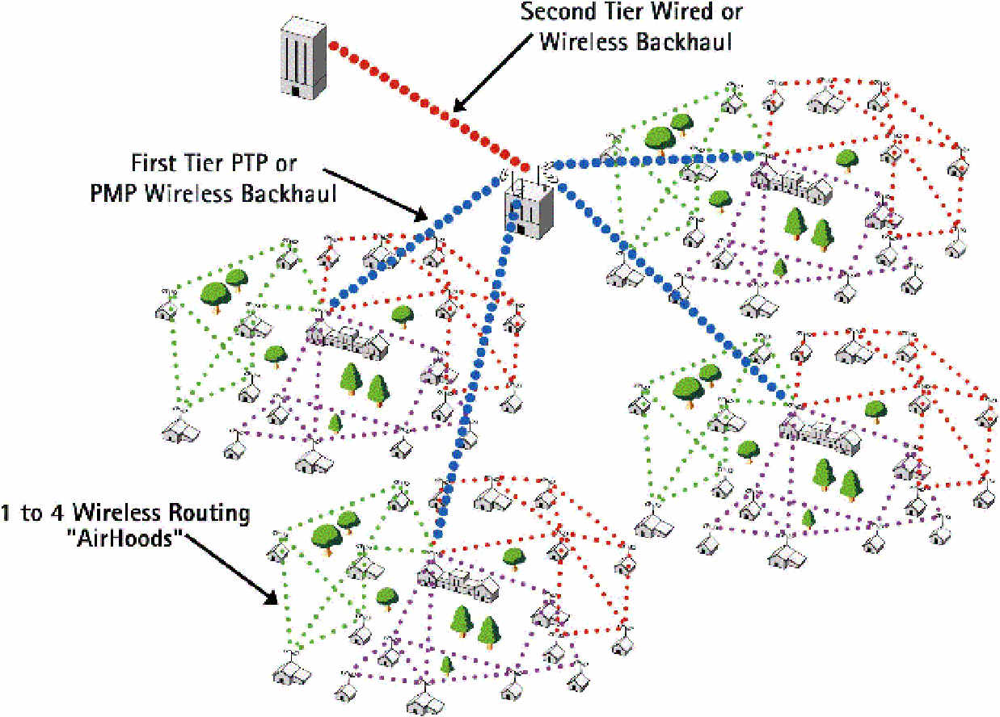 Second Tier Wired or
Wireless Backhaul
First Tier PTP or
PMP Wireless Backhaul
1 to 4 Wireless Routing
"AirHoods"